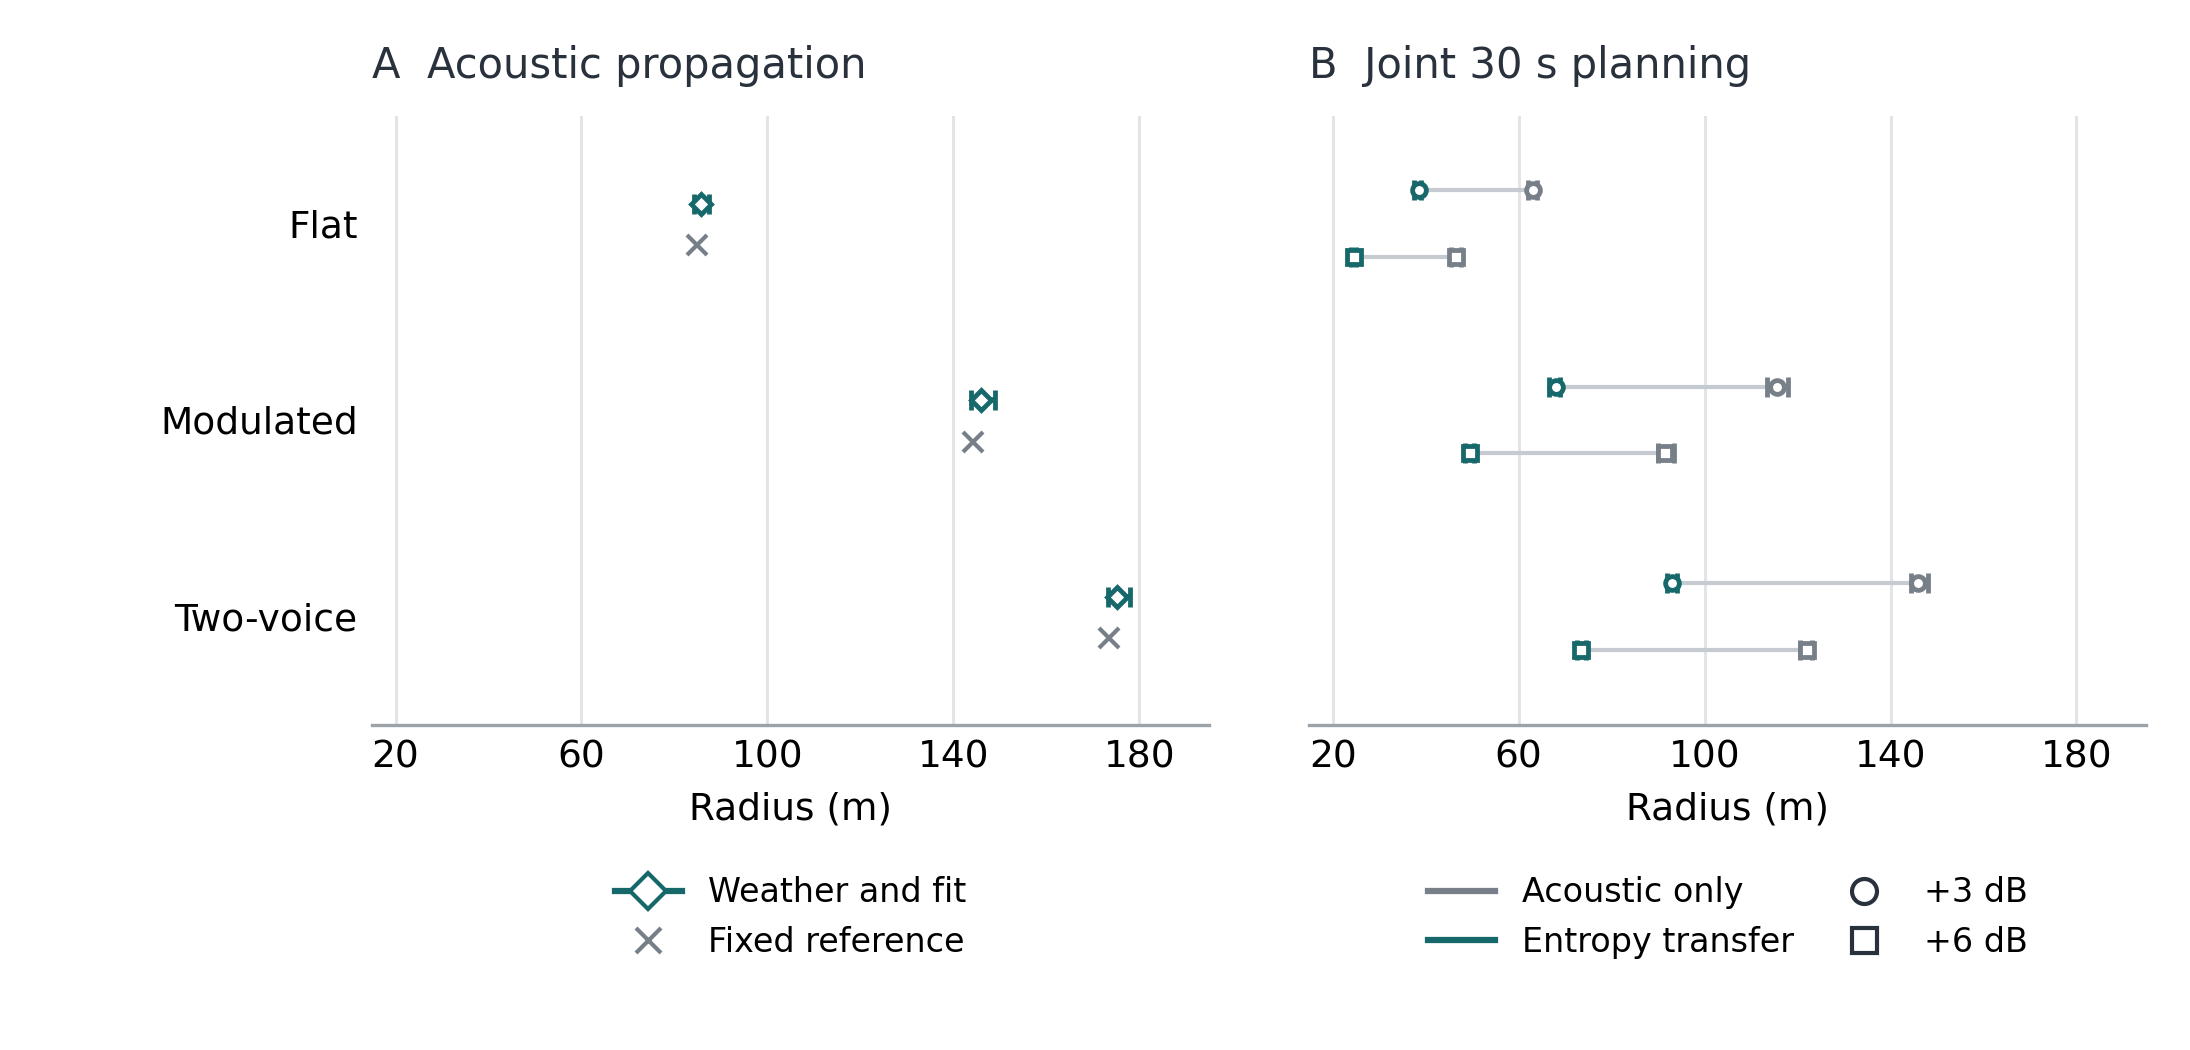 A  Acoustic propagation
Flat
Modulated
Two-voice
20 60 100 140 180
Radius (m)
Weather and fit
Fixed reference
B  Joint 30 s planning
20 60 100 140 180
Radius (m)
Acoustic only
Entropy transfer
+3 dB
+6 dB